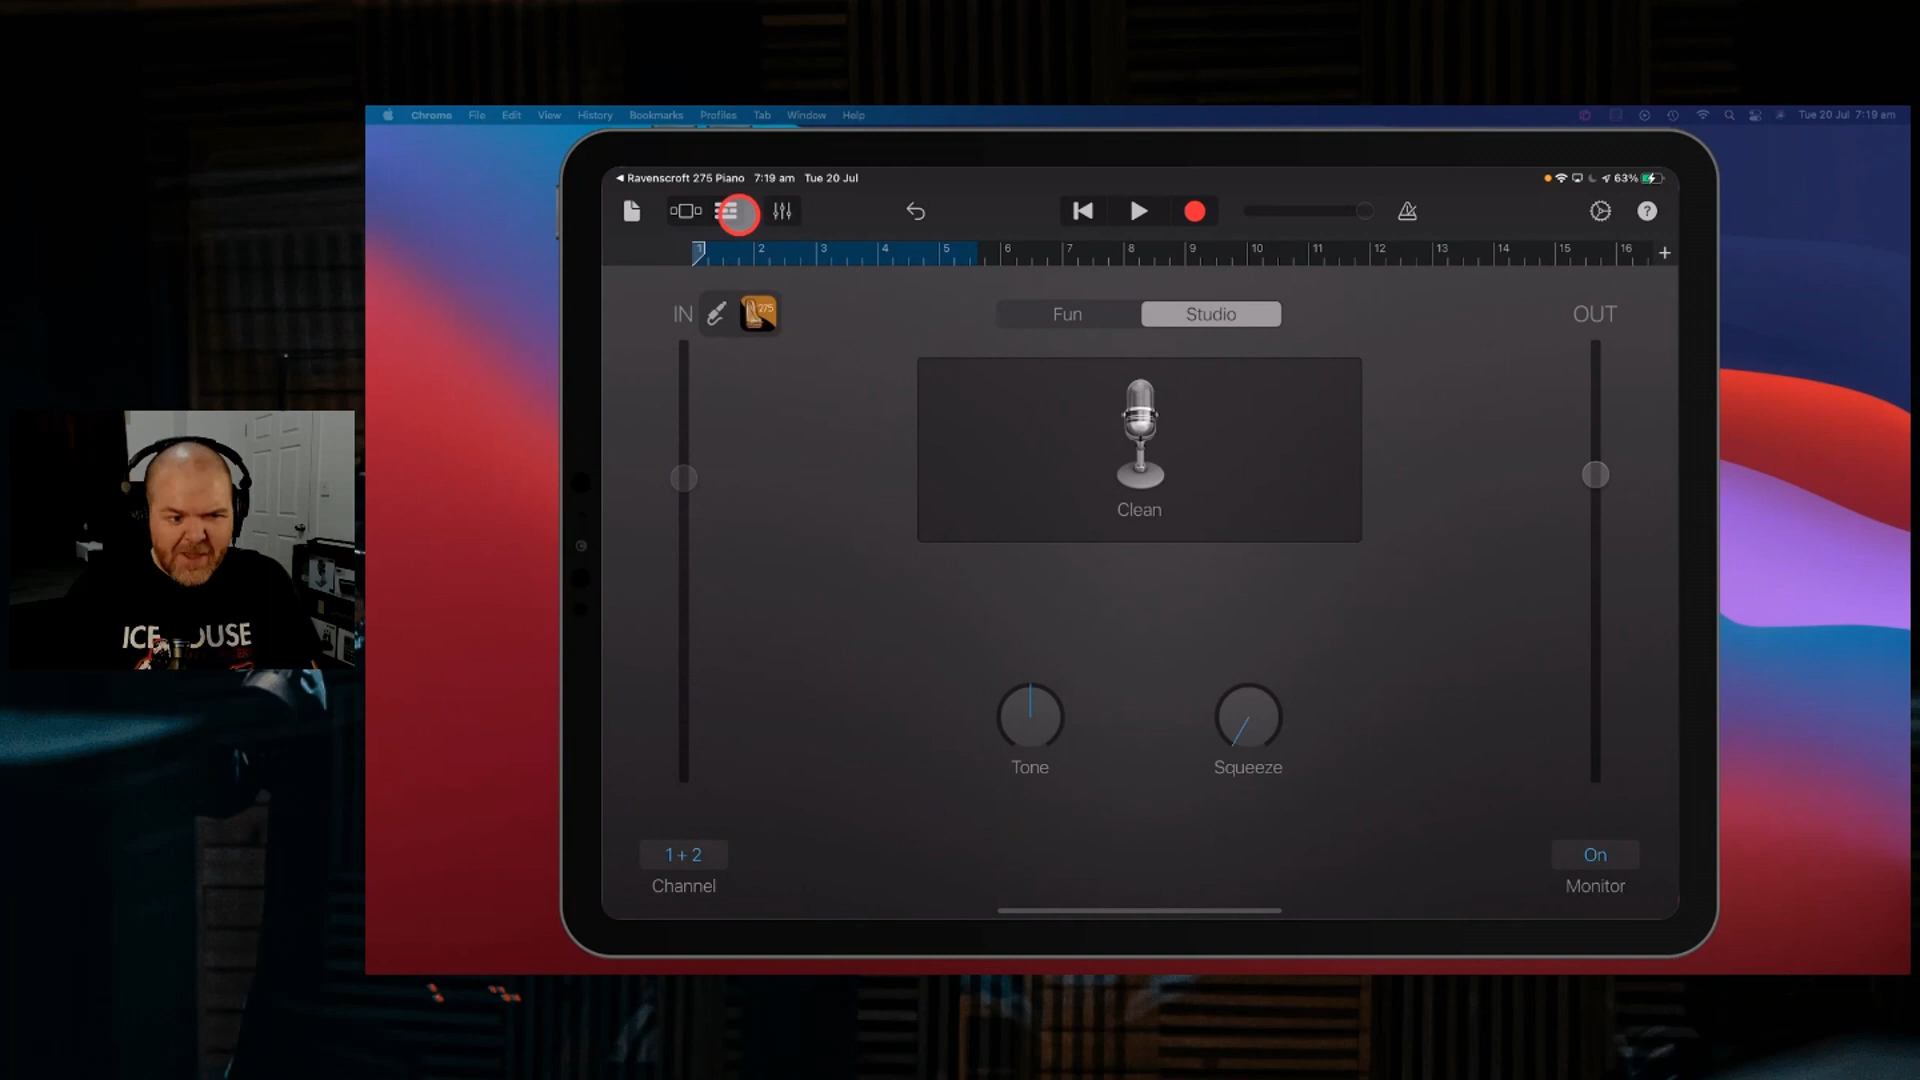 Chrome File Edit View History Bookmarks Profiles Tab Window Help Tue 20 Jul 7:19 am
Ravenscroft 275 Piano 7:19 am Tue 20 Jul 63%
1 2 3 4 5 6 7 8 9 10 11 12 13 14 15 16 +
IN 275 Fun Studio OUT
Clean
ICE OUSE
Tone Squeeze
1 + 2 On
Channel Monitor